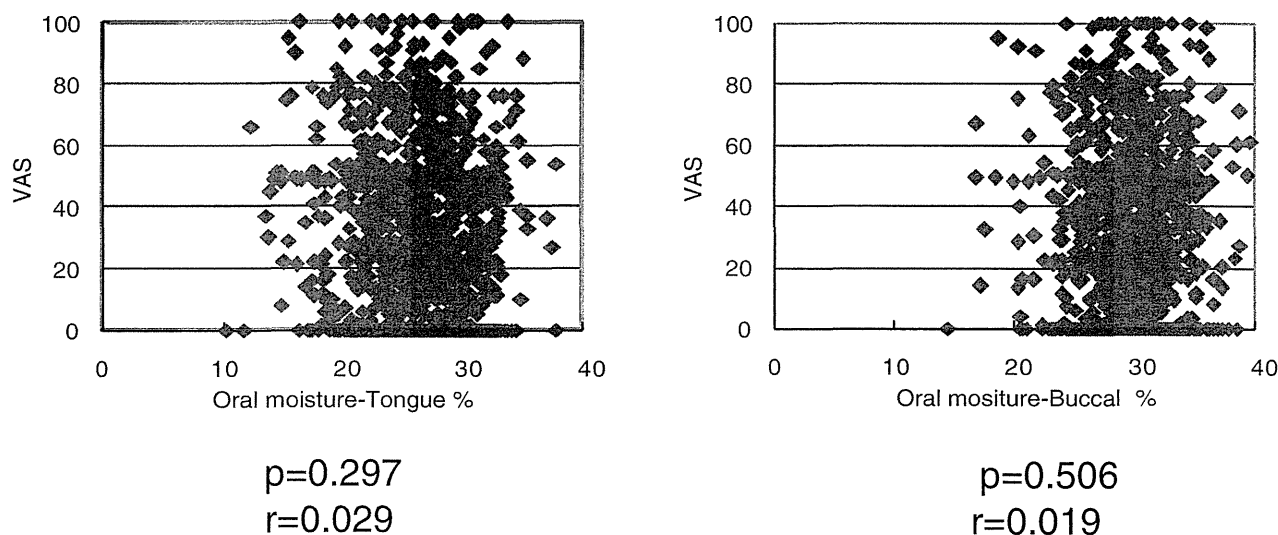 100
80
60
40
20
0
VAS
0 10 20 30 40
Oral moisture-Tongue %
p=0.297
r=0.029
100
80
60
40
20
0
VAS
0 10 20 30 40
Oral mositure-Buccal %
p=0.506
r=0.019